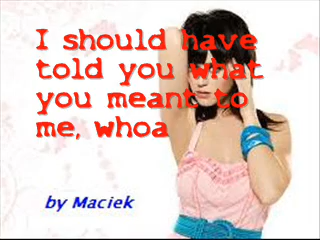 I should have
told you what
you meant to
me, whoa
by Maciek